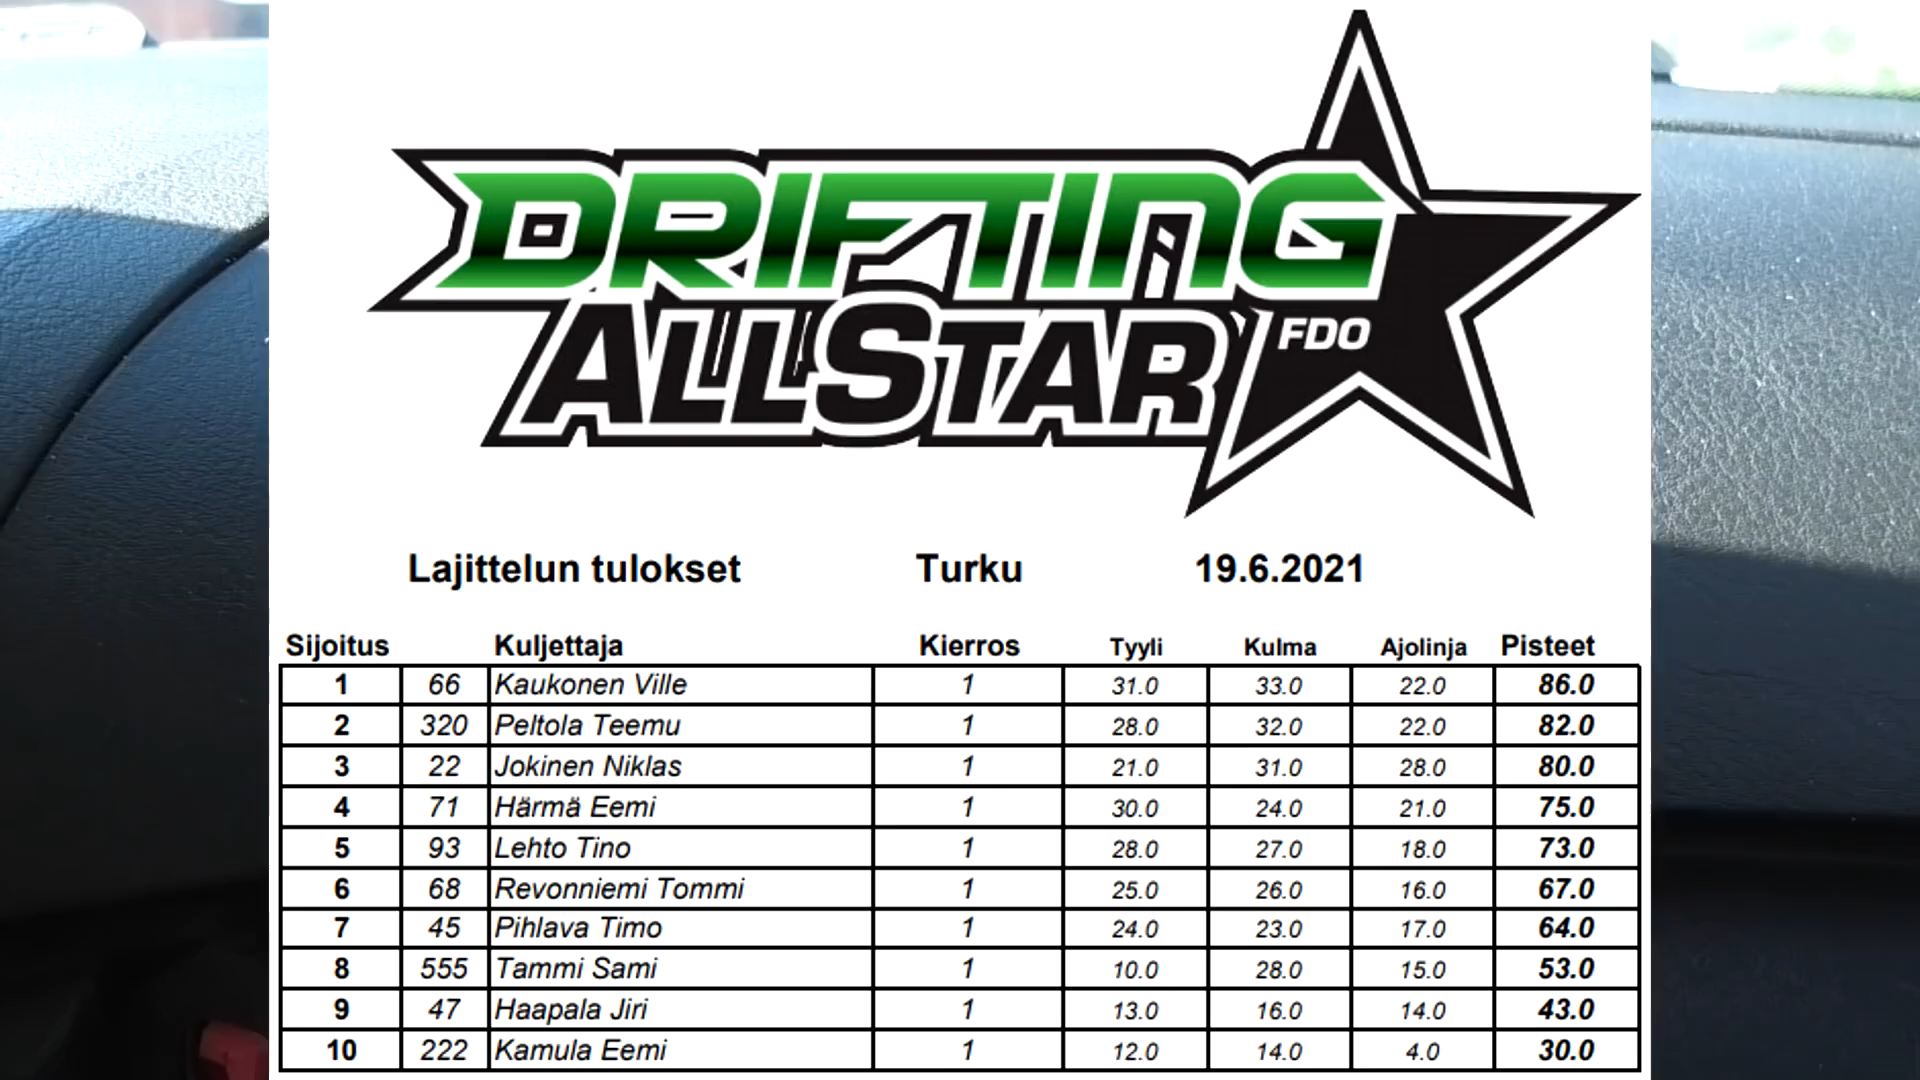 DRIFTING
ALLSTAR FDO
Lajittelun tulokset Turku 19.6.2021
Sijoitus Kuljettaja Kierros Tyyli Kulma Ajolinja Pisteet
1 66 Kaukonen Ville 1 31.0 33.0 22.0 86.0
2 320 Peltola Teemu 1 28.0 32.0 22.0 82.0
3 22 Jokinen Niklas 1 21.0 31.0 28.0 80.0
4 71 Härmä Eemi 1 30.0 24.0 21.0 75.0
5 93 Lehto Tino 1 28.0 27.0 18.0 73.0
6 68 Revonniemi Tommi 1 25.0 26.0 16.0 67.0
7 45 Pihlava Timo 1 24.0 23.0 17.0 64.0
8 555 Tammi Sami 1 10.0 28.0 15.0 53.0
9 47 Haapala Jiri 1 13.0 16.0 14.0 43.0
10 222 Kamula Eemi 1 12.0 14.0 4.0 30.0